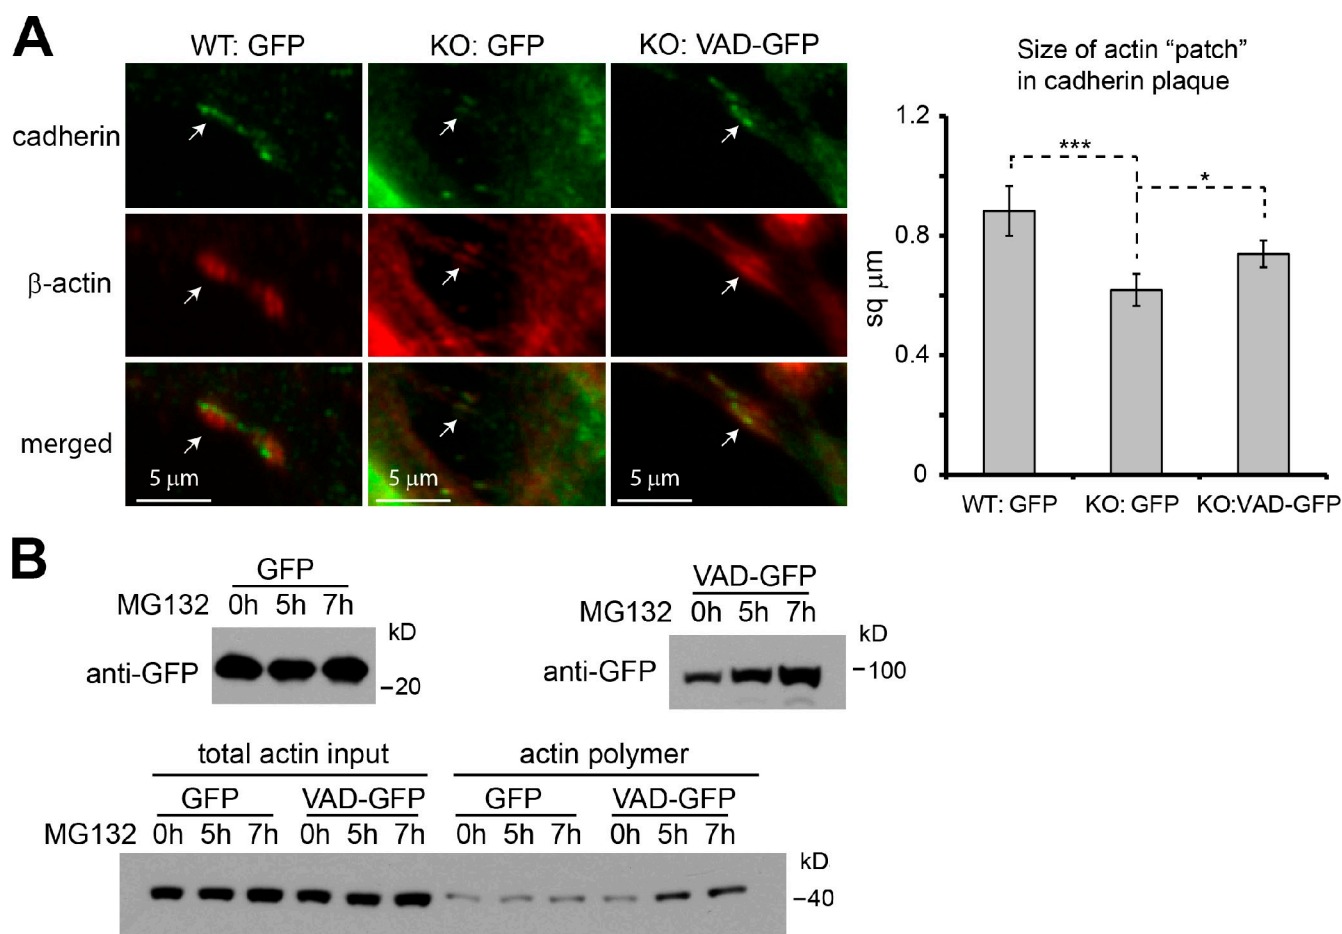 A
WT: GFP
KO: GFP
KO: VAD-GFP
cadherin
β-actin
merged
5 μm
5 μm
5 μm
Size of actin “patch”
in cadherin plaque
1.2
0.8
0.4
0
sq μm
***
*
WT: GFP
KO: GFP
KO:VAD-GFP
B
GFP
MG132 0h 5h 7h
kD
anti-GFP
–20
VAD-GFP
MG132 0h 5h 7h
kD
anti-GFP
–100
total actin input
actin polymer
GFP
VAD-GFP
GFP
VAD-GFP
MG132 0h 5h 7h 0h 5h 7h 0h 5h 7h 0h 5h 7h
kD
–40